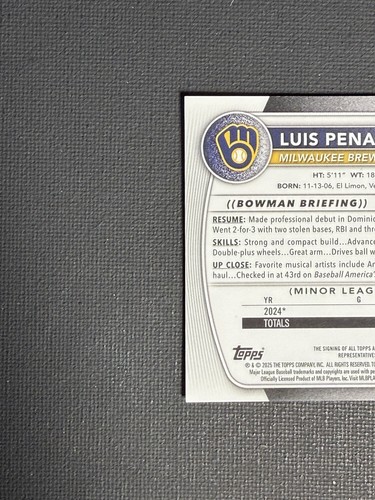 LUIS PENA
MILWAUKEE BREW
HT: 5'11" WT: 18
BORN: 11-13-06, El Limon, Ve
((BOWMAN BRIEFING))
RESUME: Made professional debut in Dominic
Went 2-for-3 with two stolen bases, RBI and thr
SKILLS: Strong and compact build...Advance
Double-plus wheels...Great arm...Drives ball w
UP CLOSE: Favorite musical artists include An
haul...Checked in at 43rd on Baseball America's
(MINOR LEAG
YR G
2024*
TOTALS
Topps
THE SIGNING OF ALL TOPPS A
REPRESENTATIVE
® & © 2025 THE TOPPS COMPANY, INC. ALL RIGHTS RESERVED. TO
Major League Baseball trademarks and copyrights are used with pe
Officially Licensed Product of MLB Players, Inc. Visit MLBPLA